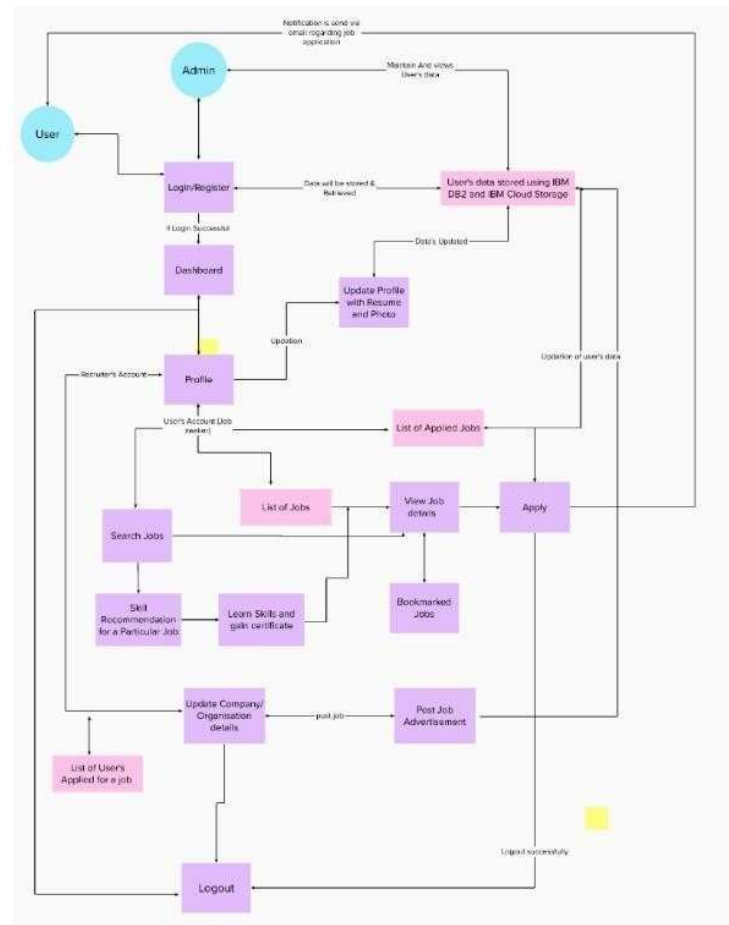 Notification is send via
email regarding job
application
Admin
Maintain And views
User's data
User
Login/Register
Data will be stored &
Retrieved
User's data stored using IBM
DB2 and IBM Cloud Storage
If Login Successful
Dashboard
Data's Updated
Update Profile
with Resume
and Photo
Updation
Updation of user's data
Recruiter's Account
Profile
User's Account (Job
seeker)
List of Applied Jobs
List of Jobs
View Job
details
Apply
Search Jobs
Skill
Recommendation
for a Particular Job
Learn Skills and
gain certificate
Bookmarked
Jobs
Update Company/
Organisation
details
post job
Post Job
Advertisement
List of User's
Applied for a job
Logout successfully
Logout